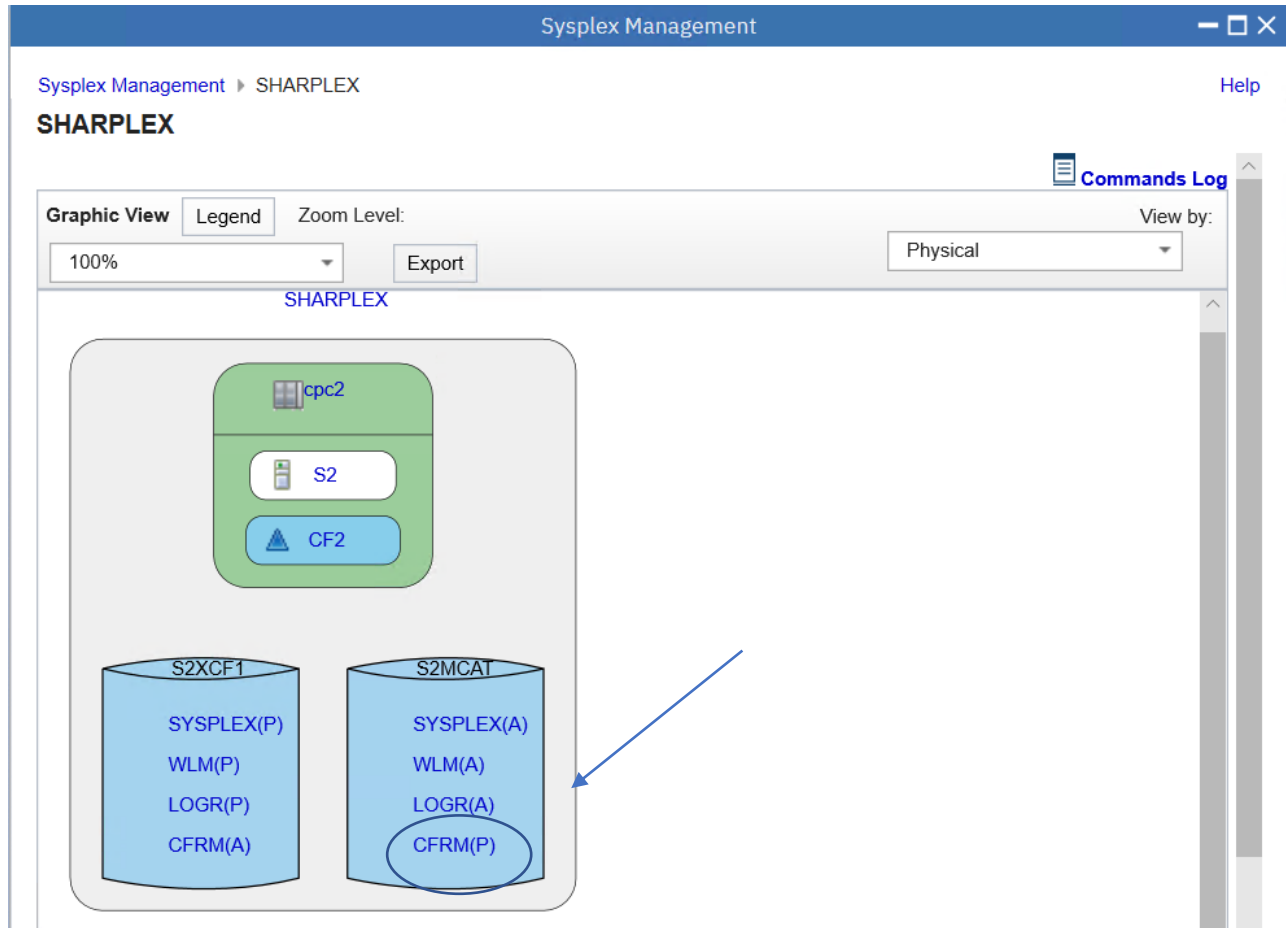 Sysplex Management
Sysplex Management SHARPLEX Help
SHARPLEX
Commands Log
Graphic View Legend Zoom Level: View by:
100% Export Physical
SHARPLEX
cpc2
S2
CF2
S2XCF1 S2MCAT
SYSPLEX(P) SYSPLEX(A)
WLM(P) WLM(A)
LOGR(P) LOGR(A)
CFRM(A) CFRM(P)